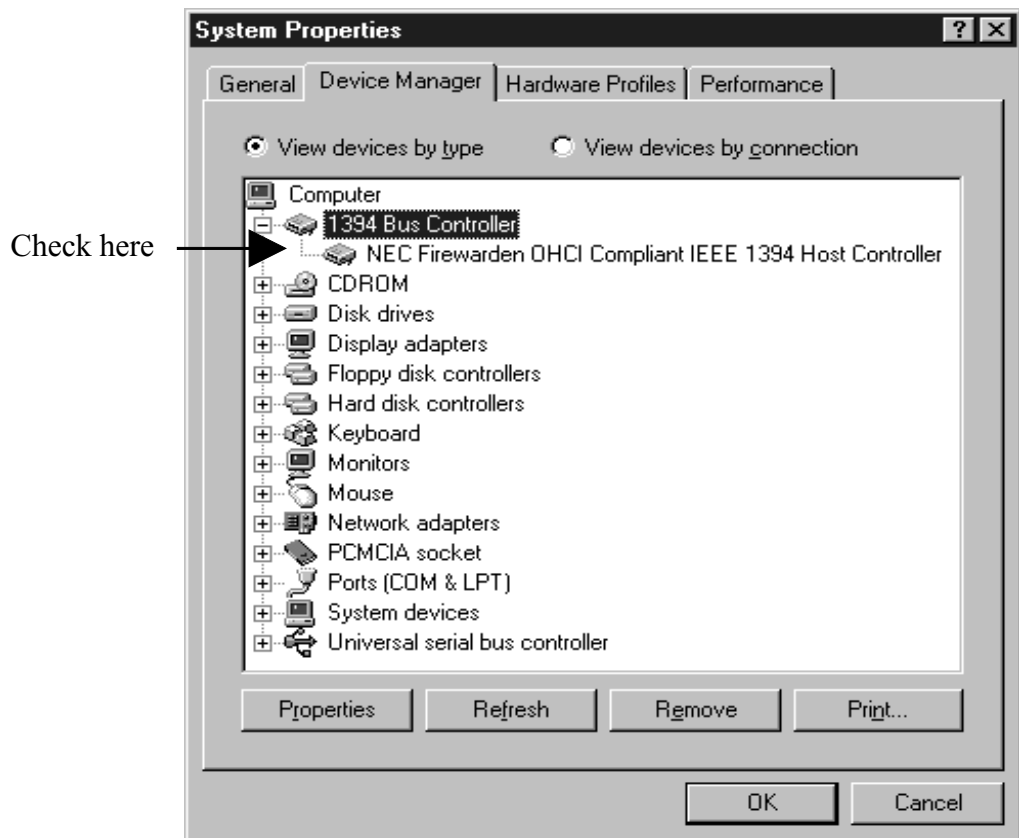 System Properties
? X
General Device Manager Hardware Profiles Performance
View devices by type View devices by connection
Computer
1394 Bus Controller
Check here
NEC Firewarden OHCI Compliant IEEE 1394 Host Controller
CDROM
Disk drives
Display adapters
Floppy disk controllers
Hard disk controllers
Keyboard
Monitors
Mouse
Network adapters
PCMCIA socket
Ports (COM & LPT)
System devices
Universal serial bus controller
Properties Refresh Remove Print...
OK Cancel